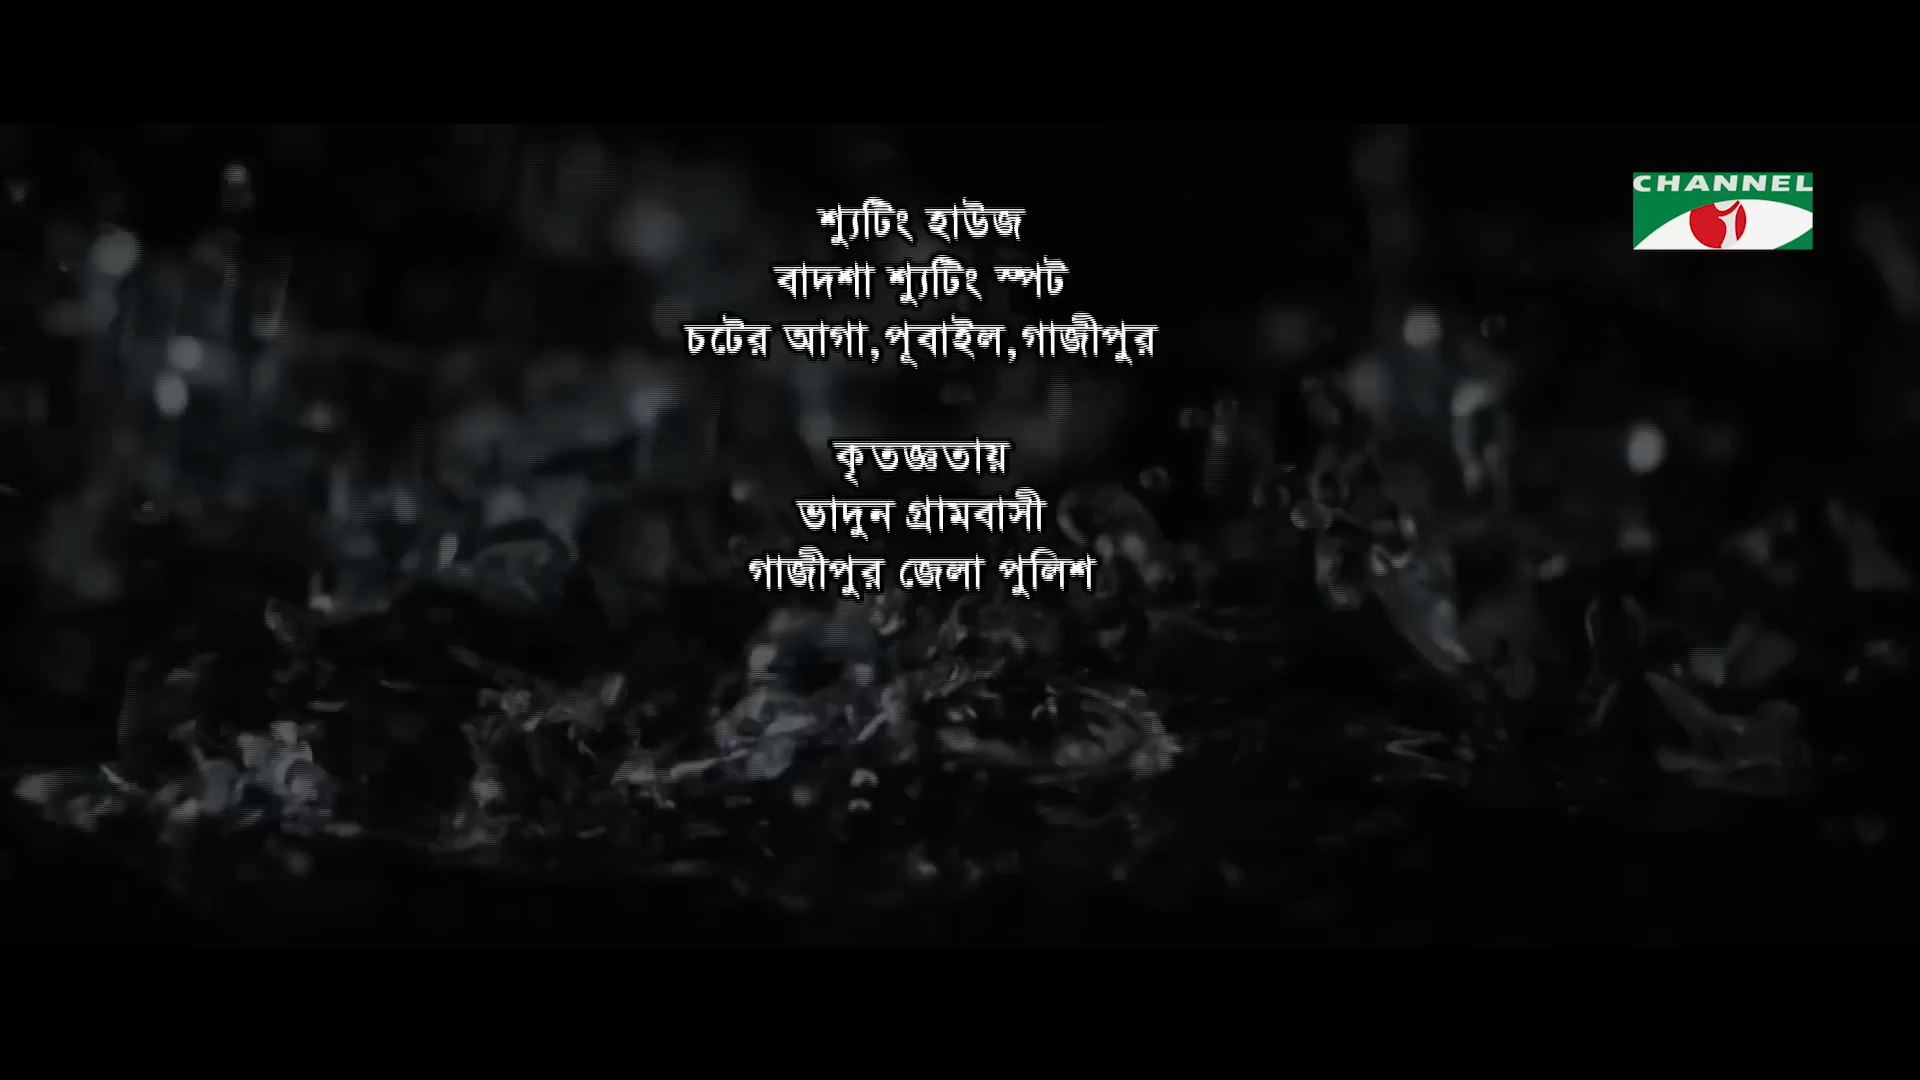 শ্যুটিং হাউজ
বাদশা শ্যুটিং স্পট
চটের আগা,পূবাইল,গাজীপুর
কৃতজ্ঞতায়
ভাদুন গ্রামবাসী
গাজীপুর জেলা পুলিশ
CHANNEL